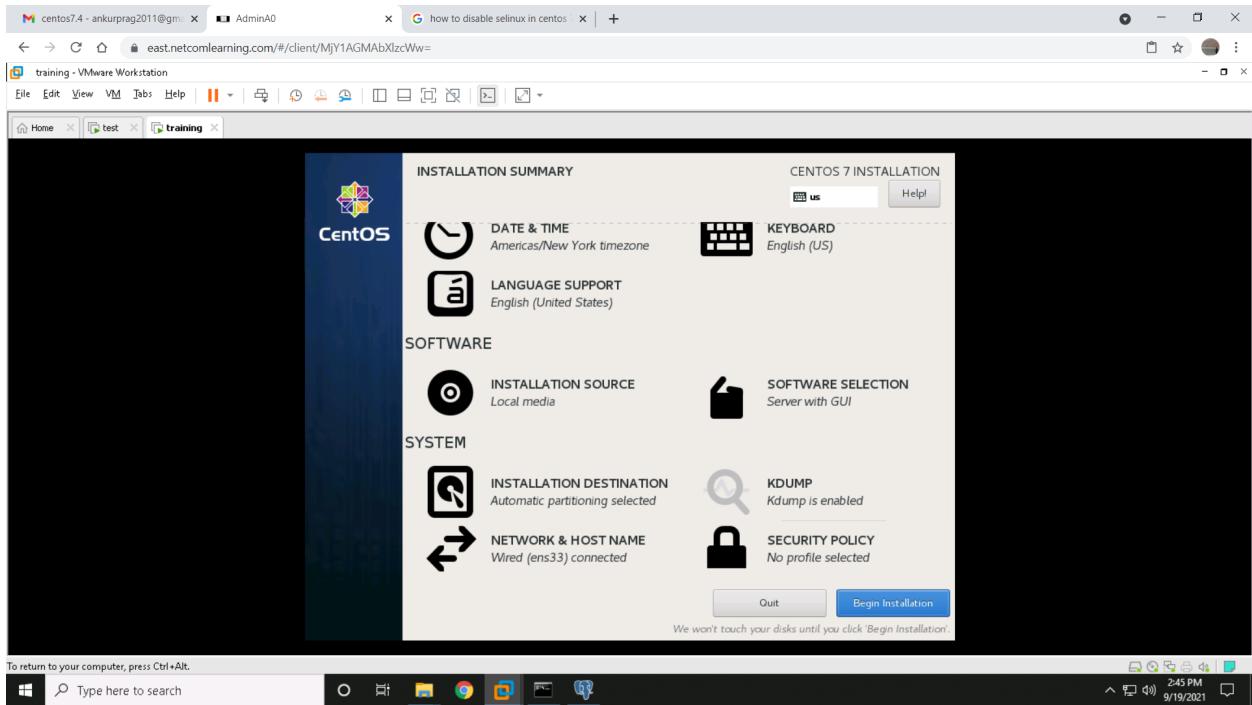 centos7.4 - ankurprag2011@gm
AdminA0
how to disable selinux in centos
east.netcomlearning.com/#/client/MjY1AGMAbXlzcWw=
training - VMware Workstation
File Edit View VM Tabs Help
Home test training
INSTALLATION SUMMARY
CENTOS 7 INSTALLATION
us
Help!
CentOS
DATE & TIME
Americas/New York timezone
KEYBOARD
English (US)
LANGUAGE SUPPORT
English (United States)
SOFTWARE
INSTALLATION SOURCE
Local media
SOFTWARE SELECTION
Server with GUI
SYSTEM
INSTALLATION DESTINATION
Automatic partitioning selected
KDUMP
Kdump is enabled
NETWORK & HOST NAME
Wired (ens33) connected
SECURITY POLICY
No profile selected
Quit
Begin Installation
We won't touch your disks until you click 'Begin Installation'.
To return to your computer, press Ctrl+Alt.
Type here to search
2:45 PM
9/19/2021